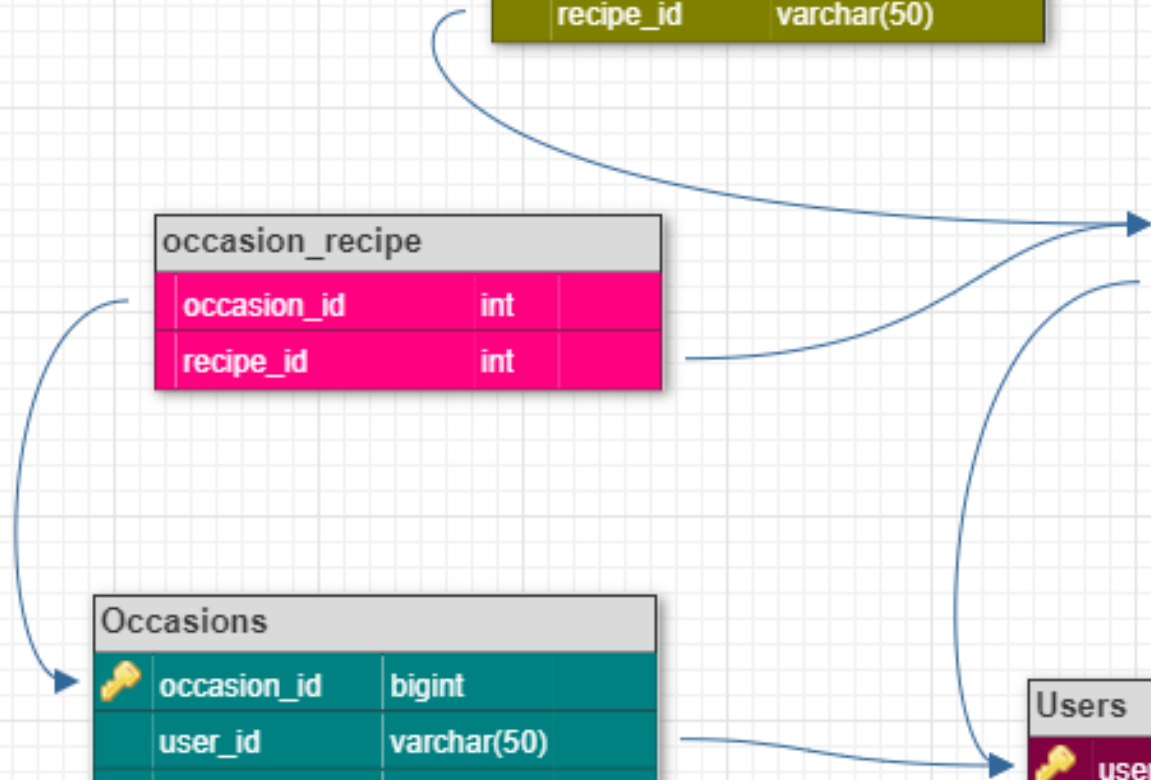 recipe_id varchar(50)
occasion_recipe
occasion_id int
recipe_id int
Occasions
occasion_id bigint
user_id varchar(50)
Users